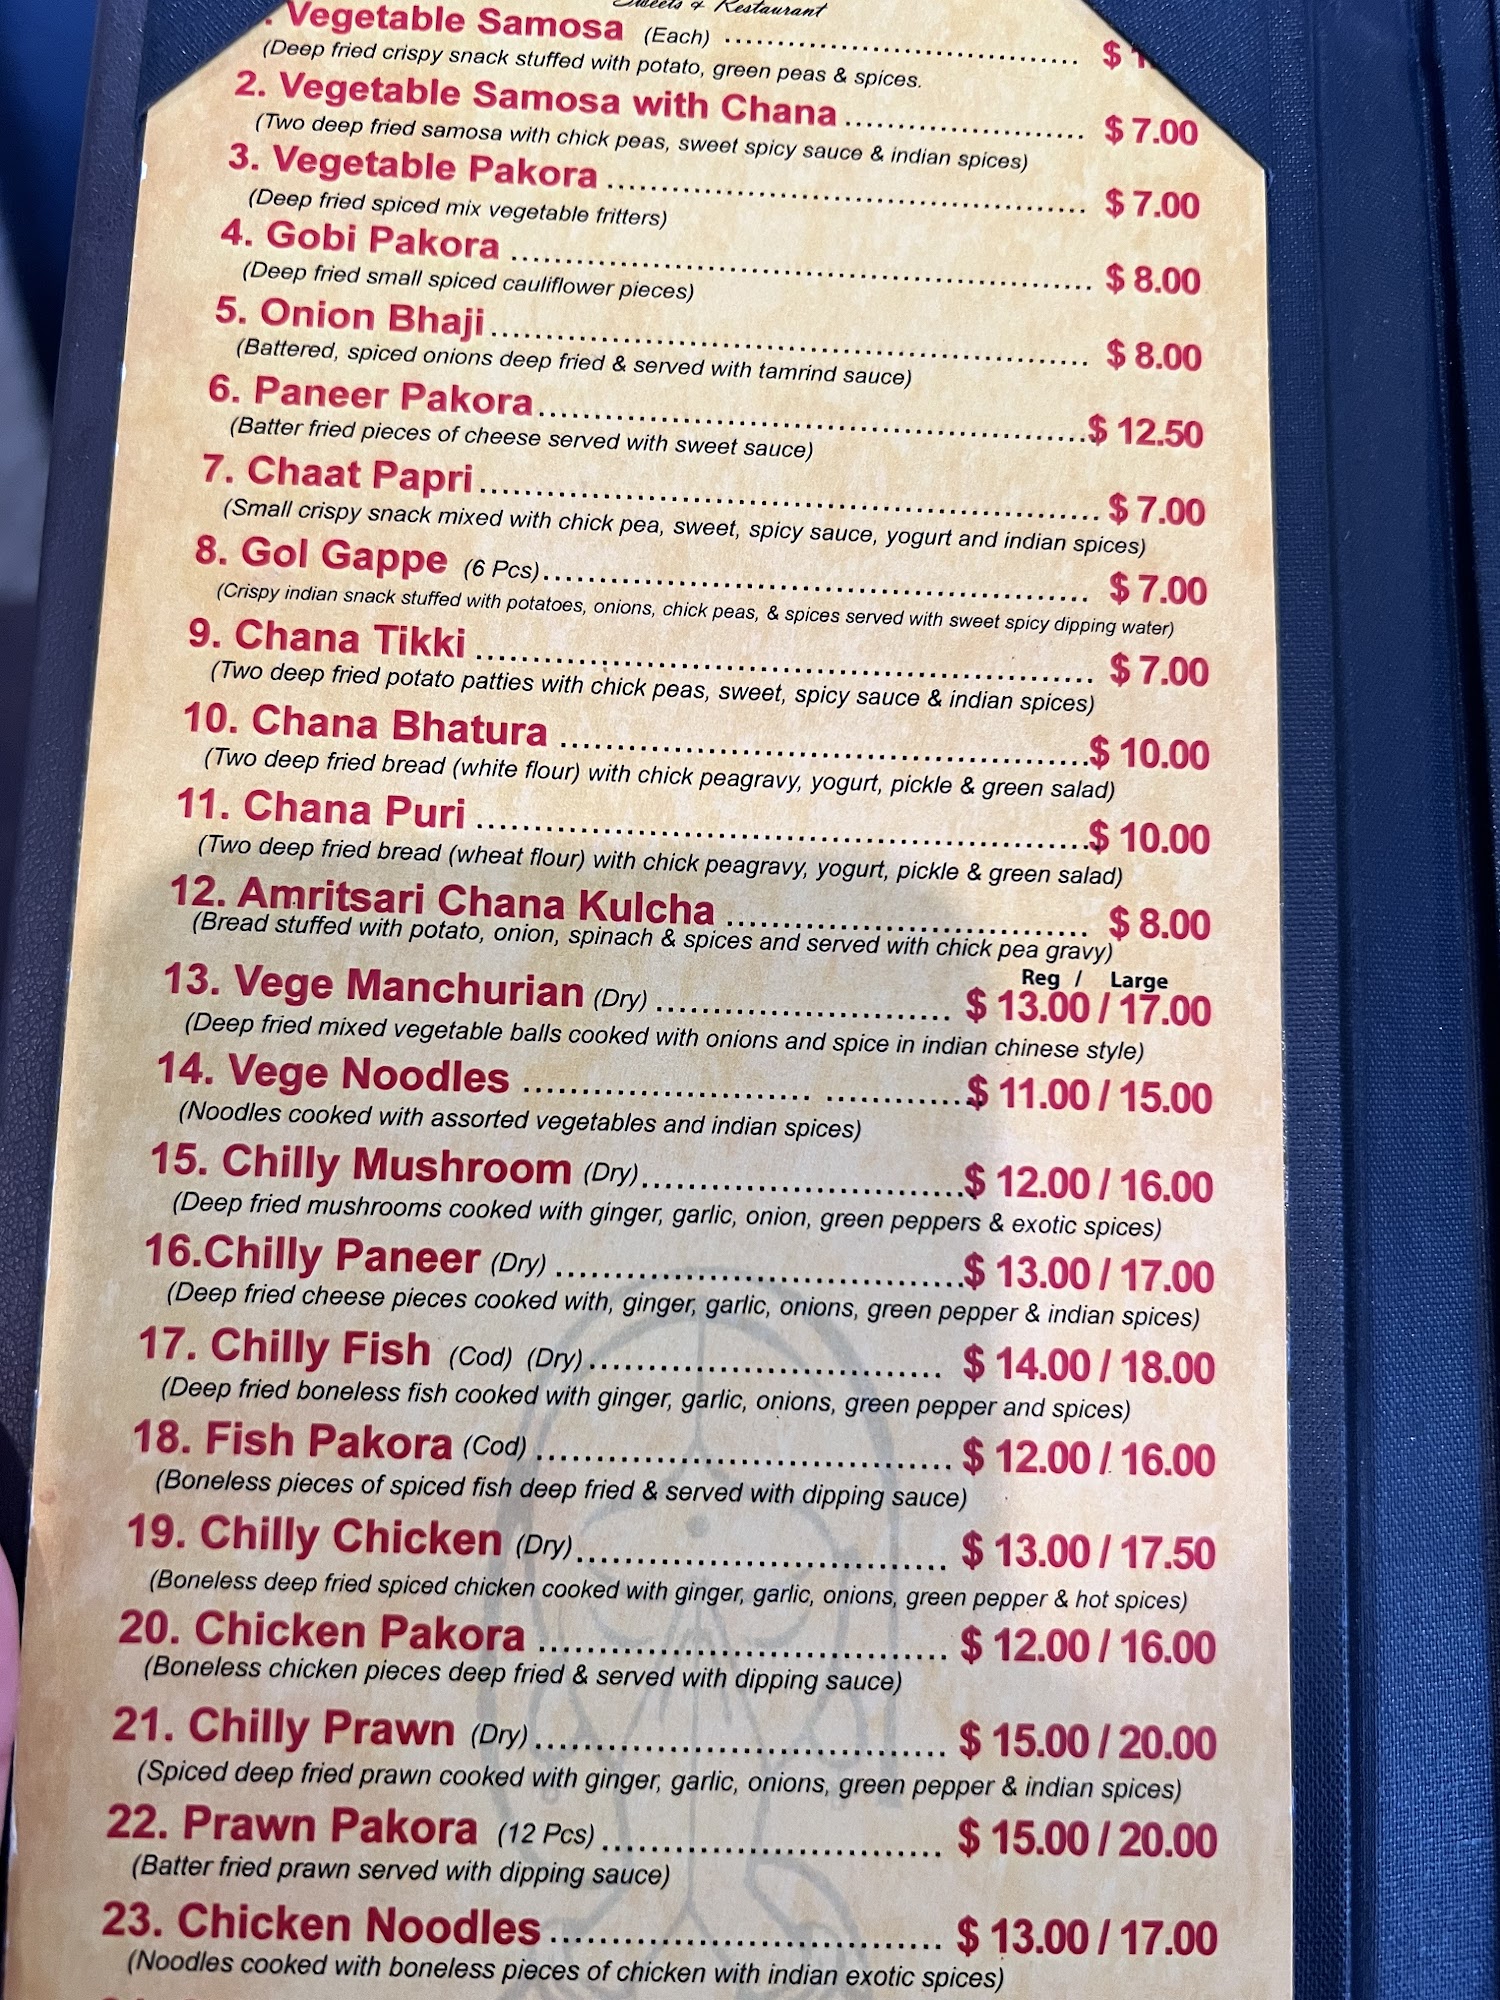 Sweets & Restaurant
. Vegetable Samosa (Each) .......... $ 1
(Deep fried crispy snack stuffed with potato, green peas & spices.
2. Vegetable Samosa with Chana .......... $ 7.00
(Two deep fried samosa with chick peas, sweet spicy sauce & indian spices)
3. Vegetable Pakora .......... $ 7.00
(Deep fried spiced mix vegetable fritters)
4. Gobi Pakora .......... $ 8.00
(Deep fried small spiced cauliflower pieces)
5. Onion Bhaji .......... $ 8.00
(Battered, spiced onions deep fried & served with tamrind sauce)
6. Paneer Pakora .......... $ 12.50
(Batter fried pieces of cheese served with sweet sauce)
7. Chaat Papri .......... $ 7.00
(Small crispy snack mixed with chick pea, sweet, spicy sauce, yogurt and indian spices)
8. Gol Gappe (6 Pcs) .......... $ 7.00
(Crispy indian snack stuffed with potatoes, onions, chick peas, & spices served with sweet spicy dipping water)
9. Chana Tikki .......... $ 7.00
(Two deep fried potato patties with chick peas, sweet, spicy sauce & indian spices)
10. Chana Bhatura .......... $ 10.00
(Two deep fried bread (white flour) with chick peagravy, yogurt, pickle & green salad)
11. Chana Puri .......... $ 10.00
(Two deep fried bread (wheat flour) with chick peagravy, yogurt, pickle & green salad)
12. Amritsari Chana Kulcha .......... $ 8.00
(Bread stuffed with potato, onion, spinach & spices and served with chick pea gravy)
Reg / Large
13. Vege Manchurian (Dry) .......... $ 13.00 / 17.00
(Deep fried mixed vegetable balls cooked with onions and spice in indian chinese style)
14. Vege Noodles .......... $ 11.00 / 15.00
(Noodles cooked with assorted vegetables and indian spices)
15. Chilly Mushroom (Dry) .......... $ 12.00 / 16.00
(Deep fried mushrooms cooked with ginger, garlic, onion, green peppers & exotic spices)
16.Chilly Paneer (Dry) .......... $ 13.00 / 17.00
(Deep fried cheese pieces cooked with, ginger, garlic, onions, green pepper & indian spices)
17. Chilly Fish (Cod) (Dry) .......... $ 14.00 / 18.00
(Deep fried boneless fish cooked with ginger, garlic, onions, green pepper and spices)
18. Fish Pakora (Cod) .......... $ 12.00 / 16.00
(Boneless pieces of spiced fish deep fried & served with dipping sauce)
19. Chilly Chicken (Dry) .......... $ 13.00 / 17.50
(Boneless deep fried spiced chicken cooked with ginger, garlic, onions, green pepper & hot spices)
20. Chicken Pakora .......... $ 12.00 / 16.00
(Boneless chicken pieces deep fried & served with dipping sauce)
21. Chilly Prawn (Dry) .......... $ 15.00 / 20.00
(Spiced deep fried prawn cooked with ginger, garlic, onions, green pepper & indian spices)
22. Prawn Pakora (12 Pcs) .......... $ 15.00 / 20.00
(Batter fried prawn served with dipping sauce)
23. Chicken Noodles .......... $ 13.00 / 17.00
(Noodles cooked with boneless pieces of chicken with indian exotic spices)